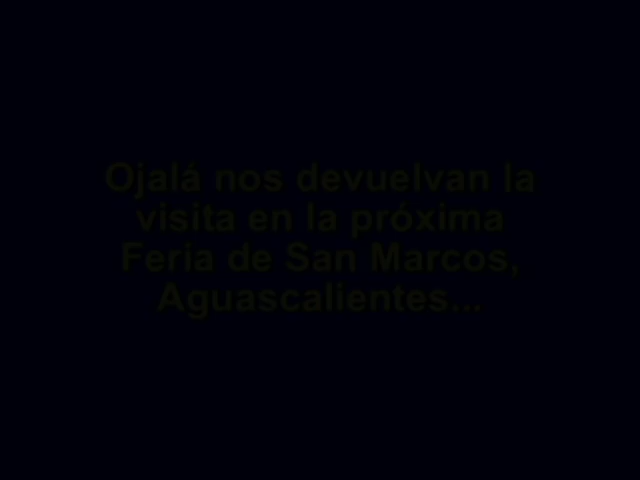 Ojalá nos devuelvan la
visita en la próxima
Feria de San Marcos,
Aguascalientes...